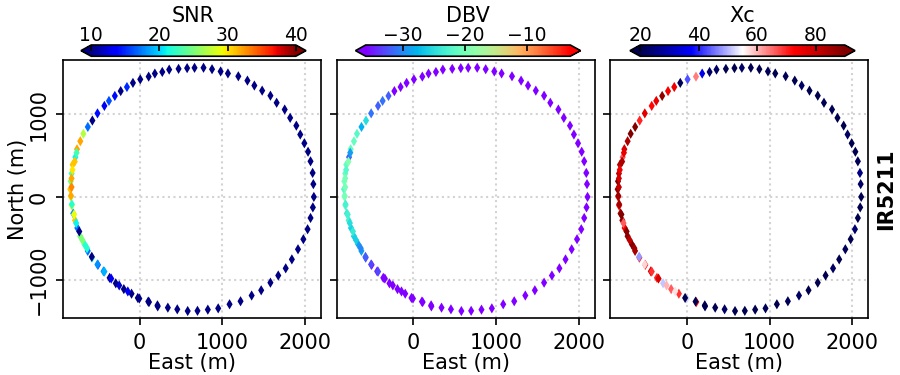 SNR DBV Xc
10 20 30 40 −30 −20 −10 20 40 60 80
1000
0
−1000
North (m)
IR5211
0 1000 2000 0 1000 2000 0 1000 2000
East (m) East (m) East (m)